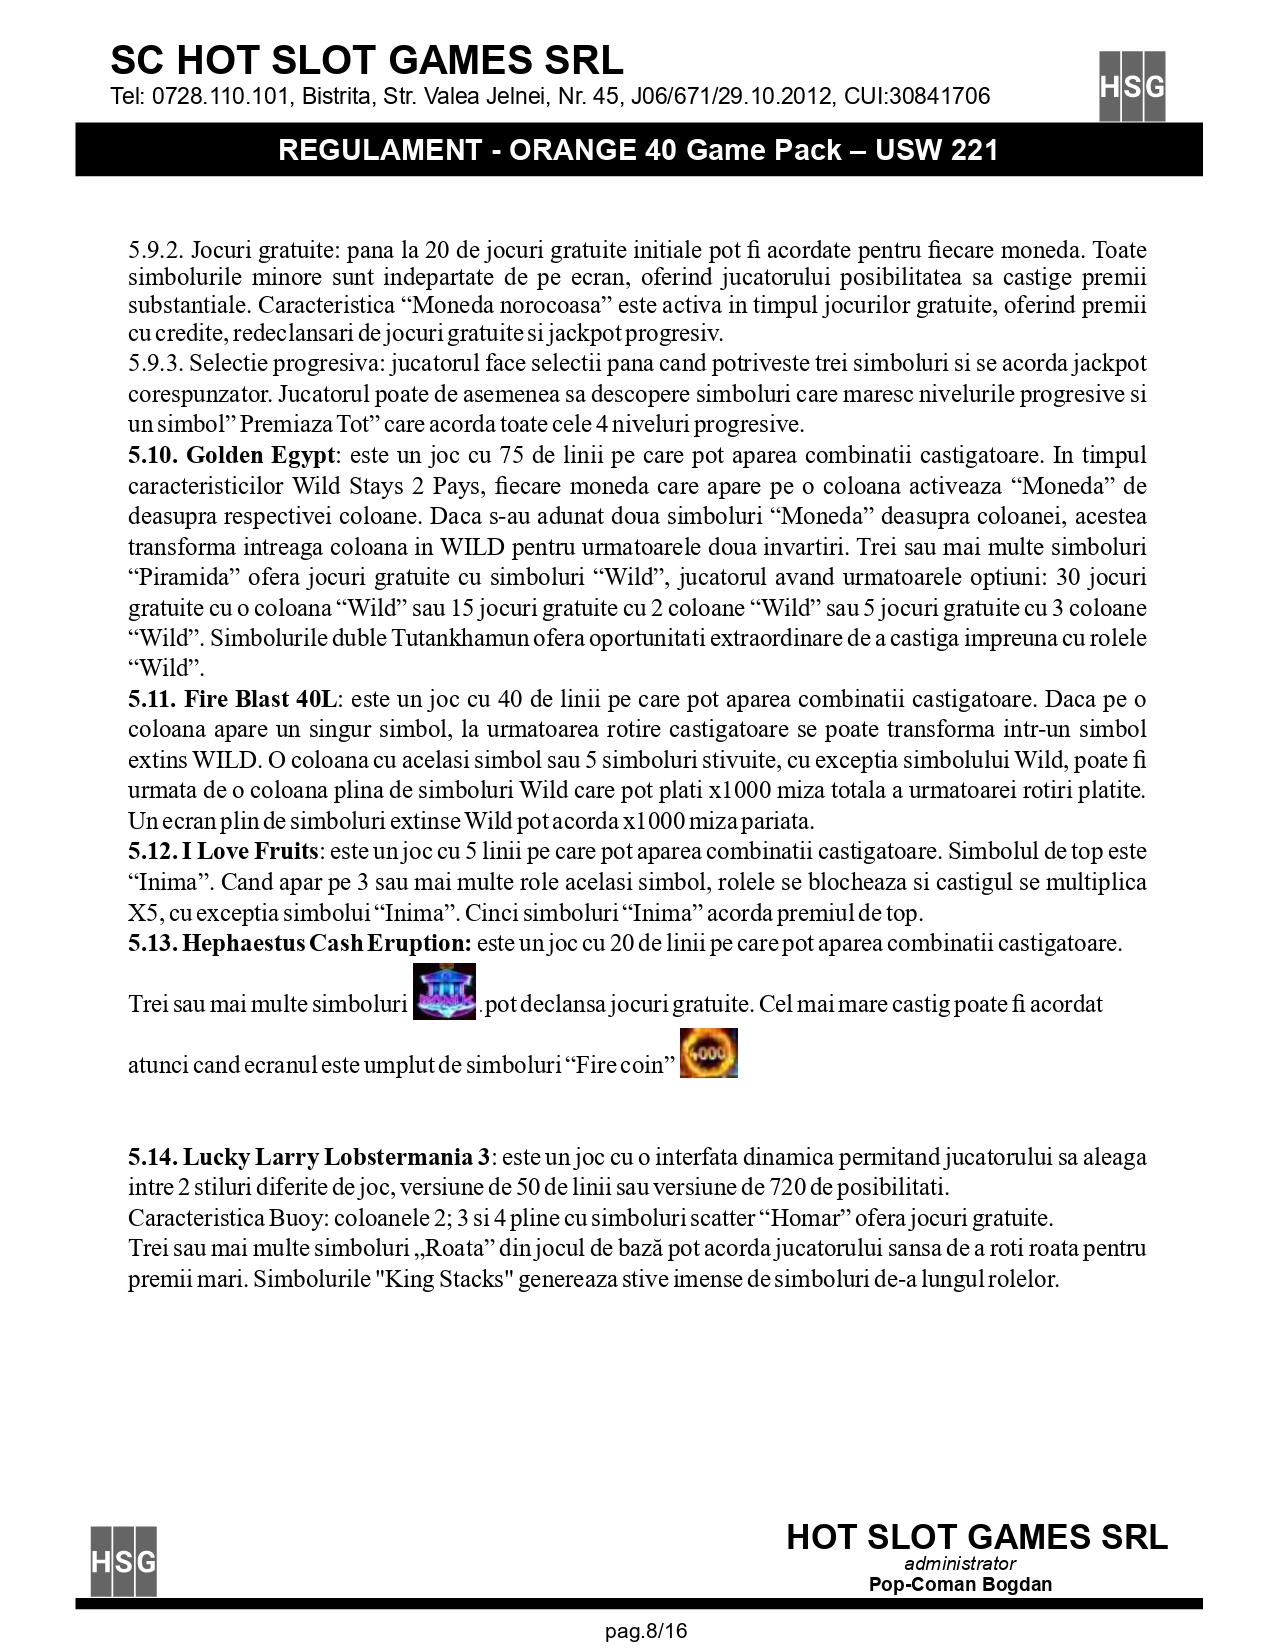 SC HOT SLOT GAMES SRL
Tel: 0728.110.101, Bistrita, Str. Valea Jelnei, Nr. 45, J06/671/29.10.2012, CUI:30841706
HSG
REGULAMENT - ORANGE 40 Game Pack – USW 221
5.9.2. Jocuri gratuite: pana la 20 de jocuri gratuite initiale pot fi acordate pentru fiecare moneda. Toate
simbolurile minore sunt indepartate de pe ecran, oferind jucatorului posibilitatea sa castige premii
substantiale. Caracteristica “Moneda norocoasa” este activa in timpul jocurilor gratuite, oferind premii
cu credite, redeclansari de jocuri gratuite si jackpot progresiv.
5.9.3. Selectie progresiva: jucatorul face selectii pana cand potriveste trei simboluri si se acorda jackpot
corespunzator. Jucatorul poate de asemenea sa descopere simboluri care maresc nivelurile progresive si
un simbol” Premiaza Tot” care acorda toate cele 4 niveluri progresive.
5.10. Golden Egypt: este un joc cu 75 de linii pe care pot aparea combinatii castigatoare. In timpul
caracteristicilor Wild Stays 2 Pays, fiecare moneda care apare pe o coloana activeaza “Moneda” de
deasupra respectivei coloane. Daca s-au adunat doua simboluri “Moneda” deasupra coloanei, acestea
transforma intreaga coloana in WILD pentru urmatoarele doua invartiri. Trei sau mai multe simboluri
“Piramida” ofera jocuri gratuite cu simboluri “Wild”, jucatorul avand urmatoarele optiuni: 30 jocuri
gratuite cu o coloana “Wild” sau 15 jocuri gratuite cu 2 coloane “Wild” sau 5 jocuri gratuite cu 3 coloane
“Wild”. Simbolurile duble Tutankhamun ofera oportunitati extraordinare de a castiga impreuna cu rolele
“Wild”.
5.11. Fire Blast 40L: este un joc cu 40 de linii pe care pot aparea combinatii castigatoare. Daca pe o
coloana apare un singur simbol, la urmatoarea rotire castigatoare se poate transforma intr-un simbol
extins WILD. O coloana cu acelasi simbol sau 5 simboluri stivuite, cu exceptia simbolului Wild, poate fi
urmata de o coloana plina de simboluri Wild care pot plati x1000 miza totala a urmatoarei rotiri platite.
Un ecran plin de simboluri extinse Wild pot acorda x1000 miza pariata.
5.12. I Love Fruits: este un joc cu 5 linii pe care pot aparea combinatii castigatoare. Simbolul de top este
“Inima”. Cand apar pe 3 sau mai multe role acelasi simbol, rolele se blocheaza si castigul se multiplica
X5, cu exceptia simbolui “Inima”. Cinci simboluri “Inima” acorda premiul de top.
5.13. Hephaestus Cash Eruption: este un joc cu 20 de linii pe care pot aparea combinatii castigatoare.
Trei sau mai multe simboluri BONUS . pot declansa jocuri gratuite. Cel mai mare castig poate fi acordat
atunci cand ecranul este umplut de simboluri “Fire coin” 4000
5.14. Lucky Larry Lobstermania 3: este un joc cu o interfata dinamica permitand jucatorului sa aleaga
intre 2 stiluri diferite de joc, versiune de 50 de linii sau versiune de 720 de posibilitati.
Caracteristica Buoy: coloanele 2; 3 si 4 pline cu simboluri scatter “Homar” ofera jocuri gratuite.
Trei sau mai multe simboluri „Roata” din jocul de bază pot acorda jucatorului sansa de a roti roata pentru
premii mari. Simbolurile "King Stacks" genereaza stive imense de simboluri de-a lungul rolelor.
HSG
HOT SLOT GAMES SRL
administrator
Pop-Coman Bogdan
pag.8/16